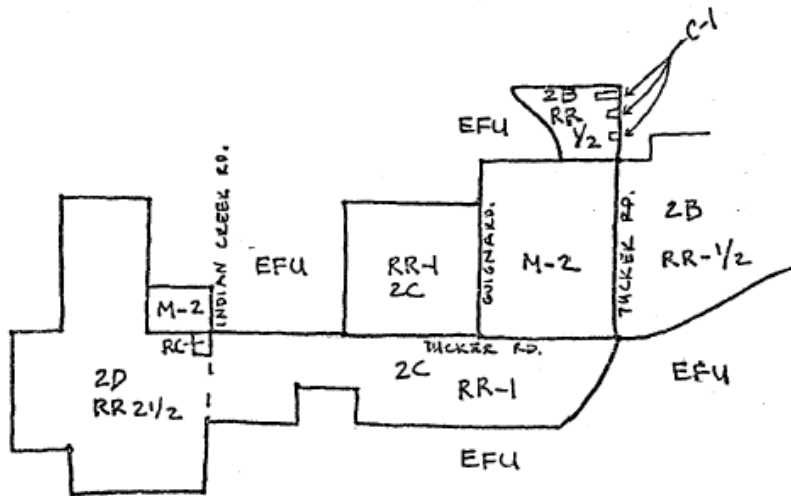 C-1
2B
RR
1/2
EFU
INDIAN CREEK RD.
EFU
RR-1
2C
GUIGNARD.
M-2
TUCKER RD.
2B
RR-1/2
M-2
RC
TUCKER RD.
2C
RR-1
2D
RR 2 1/2
EFU
EFU